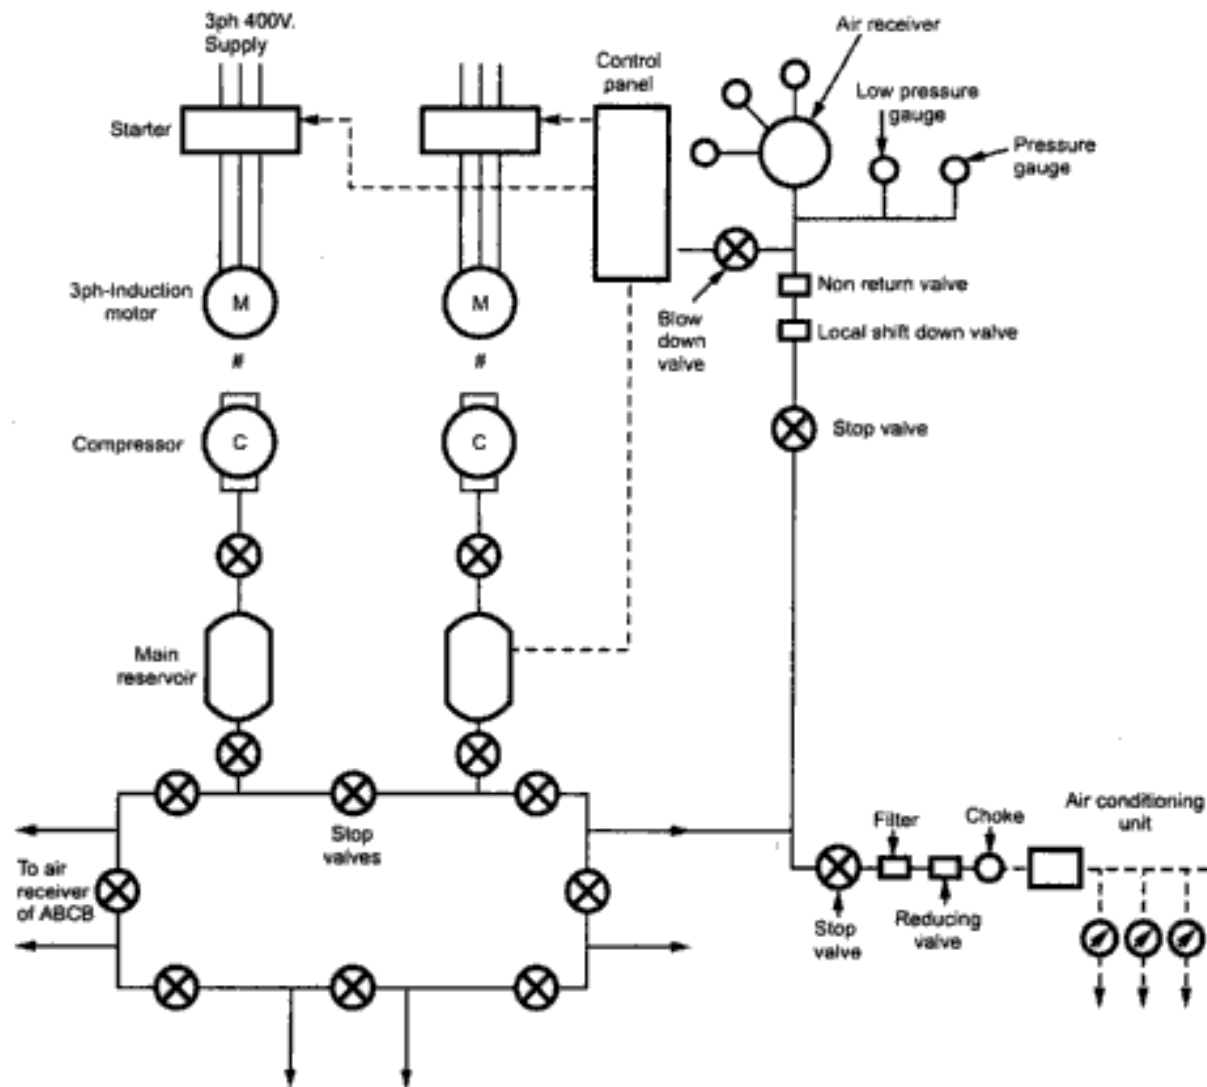 3ph 400V.
Supply
Air receiver
Control
panel
Low pressure
gauge
Starter
Pressure
gauge
3ph-Induction
motor
M
M
Non return valve
Blow
down
valve
Local shift down valve
#
#
Compressor
C
C
Stop valve
Main
reservoir
Stop
valves
To air
receiver
of ABCB
Filter
Choke
Air conditioning
unit
Stop
valve
Reducing
valve